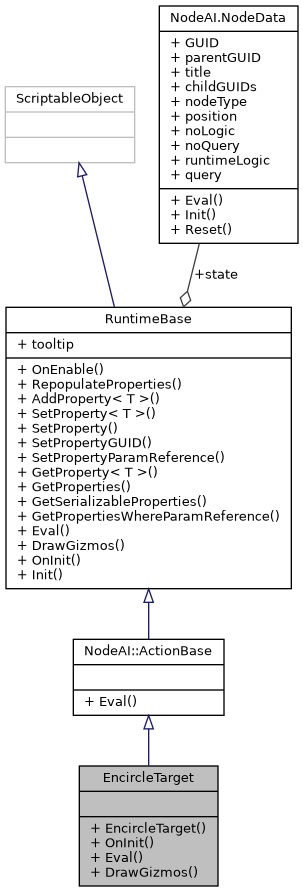 NodeAI.NodeData
+ GUID
+ parentGUID
+ title
+ childGUIDs
+ nodeType
+ position
+ noLogic
+ noQuery
+ runtimeLogic
+ query
+ Eval()
+ Init()
+ Reset()
ScriptableObject
+state
RuntimeBase
+ tooltip
+ OnEnable()
+ RepopulateProperties()
+ AddProperty< T >()
+ SetProperty< T >()
+ SetProperty()
+ SetPropertyGUID()
+ SetPropertyParamReference()
+ GetProperty< T >()
+ GetProperties()
+ GetSerializableProperties()
+ GetPropertiesWhereParamReference()
+ Eval()
+ DrawGizmos()
+ OnInit()
+ Init()
NodeAI::ActionBase
+ Eval()
EncircleTarget
+ EncircleTarget()
+ OnInit()
+ Eval()
+ DrawGizmos()